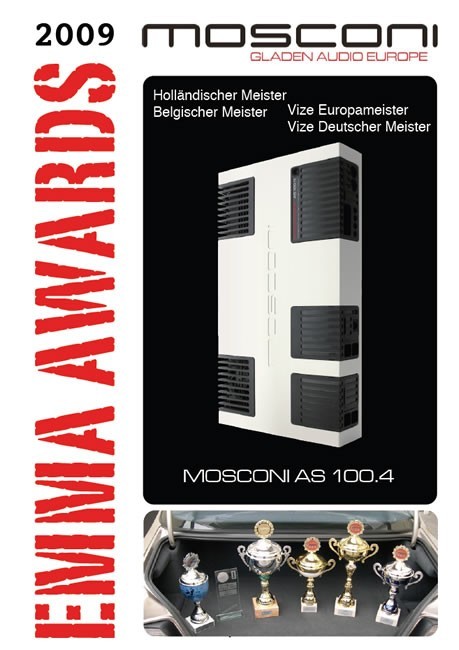 2009
MOSCONI
GLADEN AUDIO EUROPE
EMMA AWARDS
Holländischer Meister
Belgischer Meister
Vize Europameister
Vize Deutscher Meister
MOSCONI
MOSCONI AS 100.4